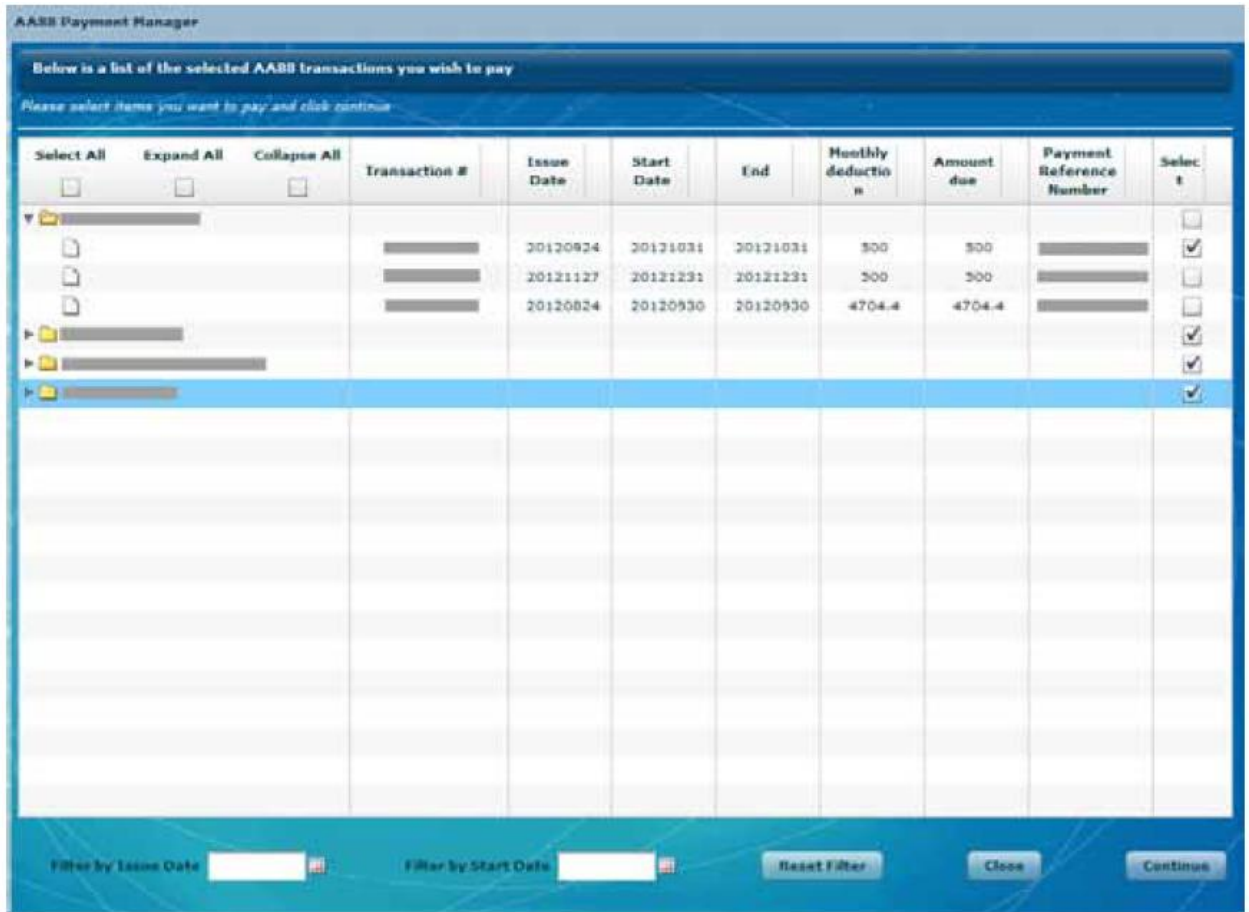 AA88 Payment Manager
Below is a list of the selected AA88 transactions you wish to pay
Please select items you want to pay and click continue
Select All Expand All Collapse All Transaction # Issue Date Start Date End Monthly deduction Amount due Payment Reference Number Select
20120924 20121031 20121031 500 500
20121127 20121231 20121231 500 500
20120824 20120930 20120930 4704.4 4704.4
Filter by Issue Date Filter by Start Date Reset Filter Close Continue